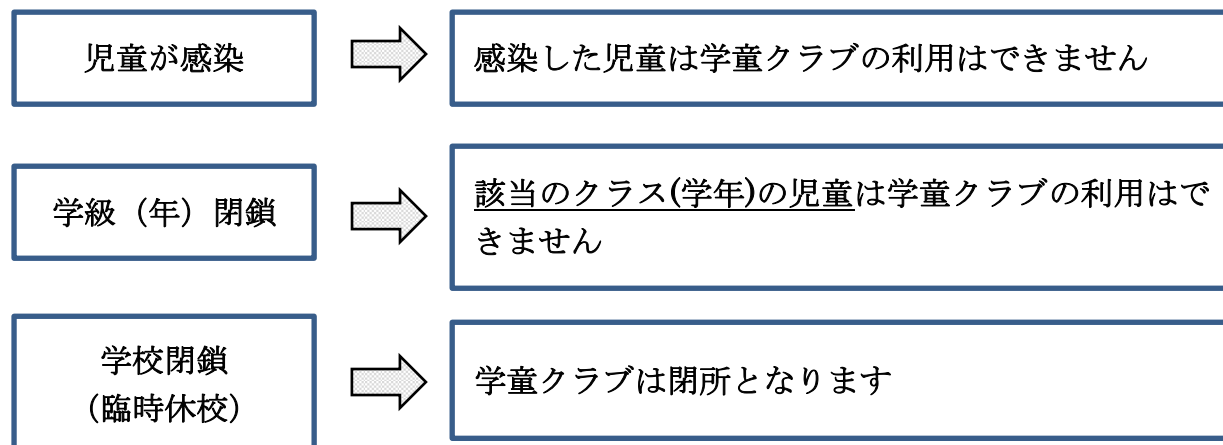 児童が感染
感染した児童は学童クラブの利用はできません
学級（年）閉鎖
該当のクラス(学年)の児童は学童クラブの利用はで
きません
学校閉鎖
（臨時休校）
学童クラブは閉所となります